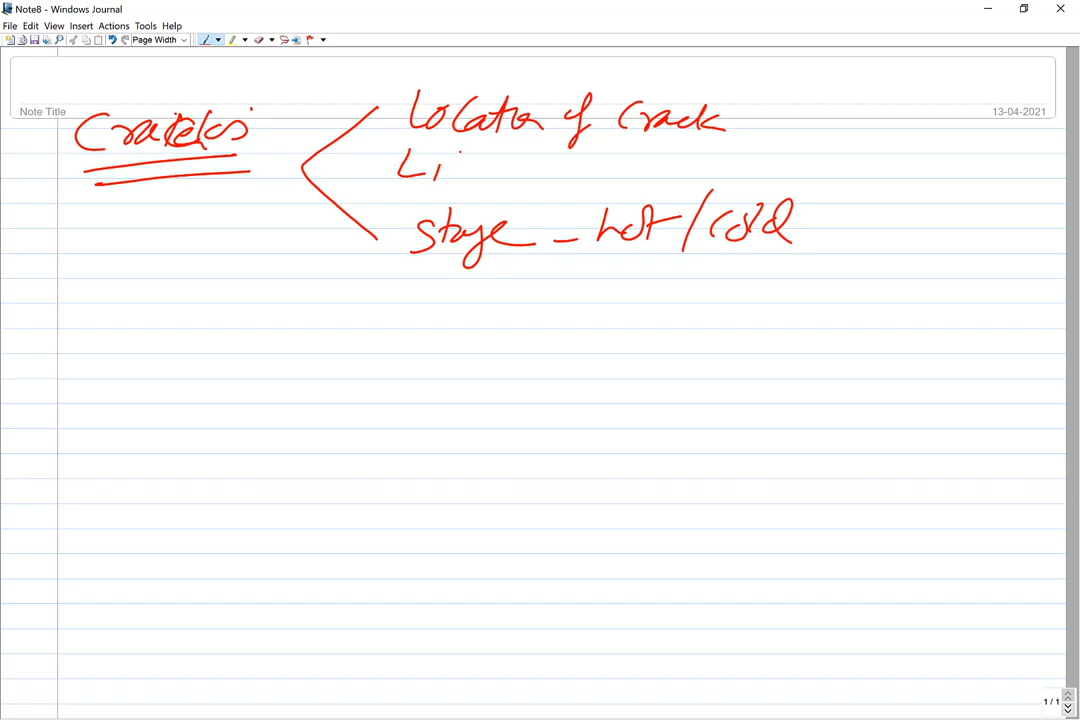 Note8 - Windows Journal
File Edit View Insert Actions Tools Help
Page Width
Note Title
13-04-2021
Location of crack
Li
stage - hot / cold
1 / 1